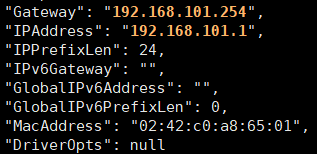 "Gateway": "192.168.101.254",
"IPAddress": "192.168.101.1",
"IPPrefixLen": 24,
"IPv6Gateway": "",
"GlobalIPv6Address": "",
"GlobalIPv6PrefixLen": 0,
"MacAddress": "02:42:c0:a8:65:01",
"DriverOpts": null